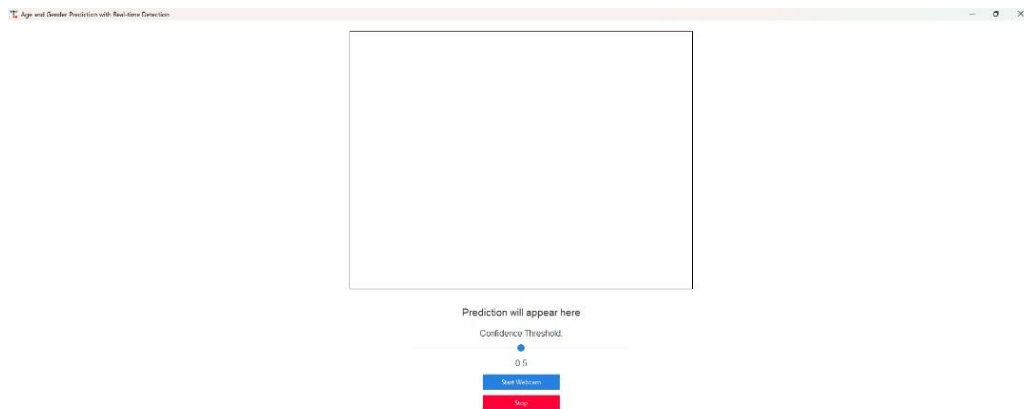 Age and Gender Prediction with Real-time Detection
Prediction will appear here
Confidence Threshold:
0.5
Start Webcam
Stop